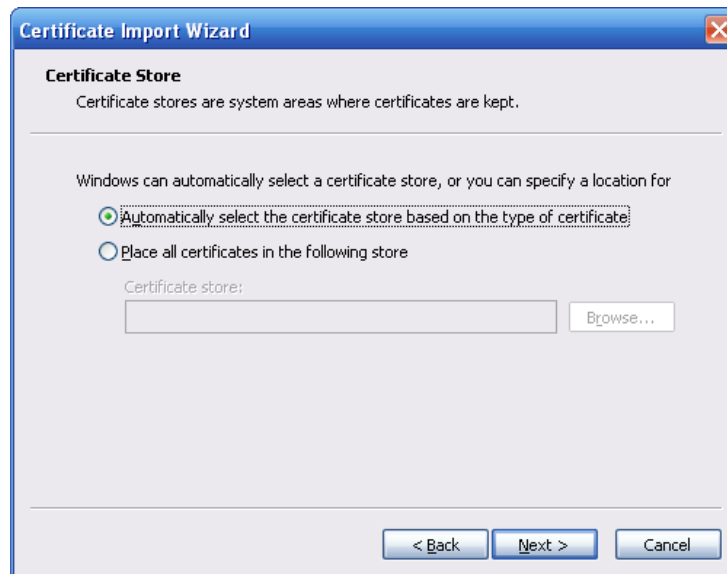 Certificate Import Wizard
Certificate Store
Certificate stores are system areas where certificates are kept.
Windows can automatically select a certificate store, or you can specify a location for
Automatically select the certificate store based on the type of certificate
Place all certificates in the following store
Certificate store:
Browse...
< Back
Next >
Cancel